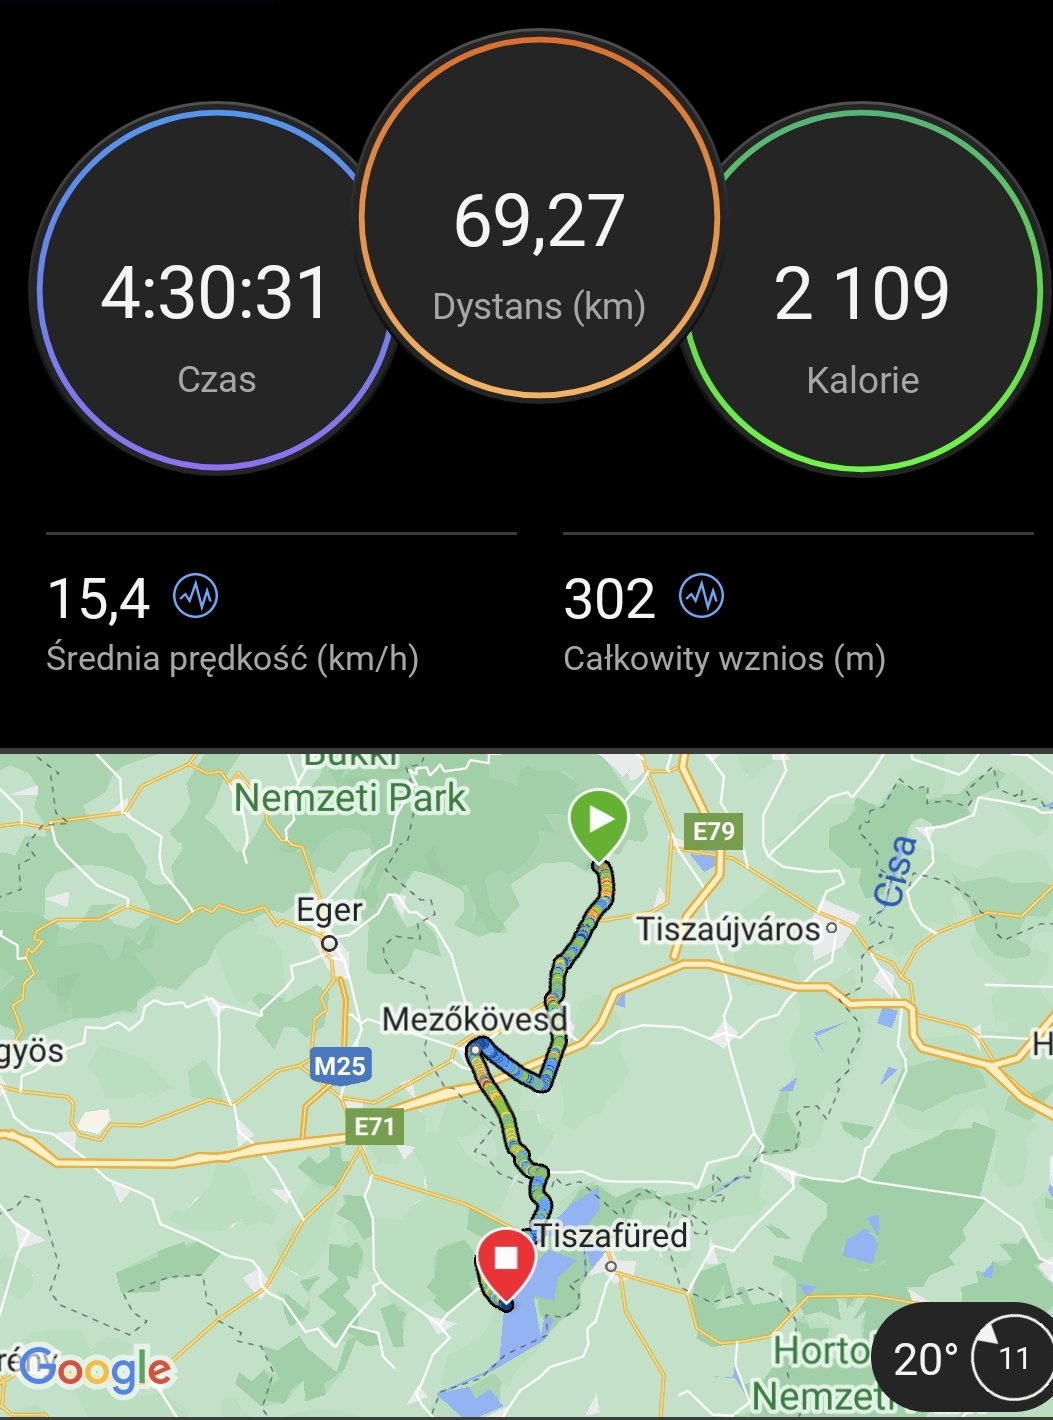 69,27
Dystans (km)
4:30:31
Czas
2 109
Kalorie
15,4
Średnia prędkość (km/h)
302
Całkowity wznios (m)
Bükki
Nemzeti Park
E79
Cisa
Eger
Tiszaújváros
Mezőkövesd
gyös
H
M25
E71
Tiszafüred
Horto
Nemzeti
20°
11
Google